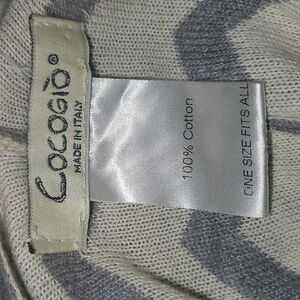 COCOGIÒ®
MADE IN ITALY
100% Cotton
ONE SIZE FITS ALL